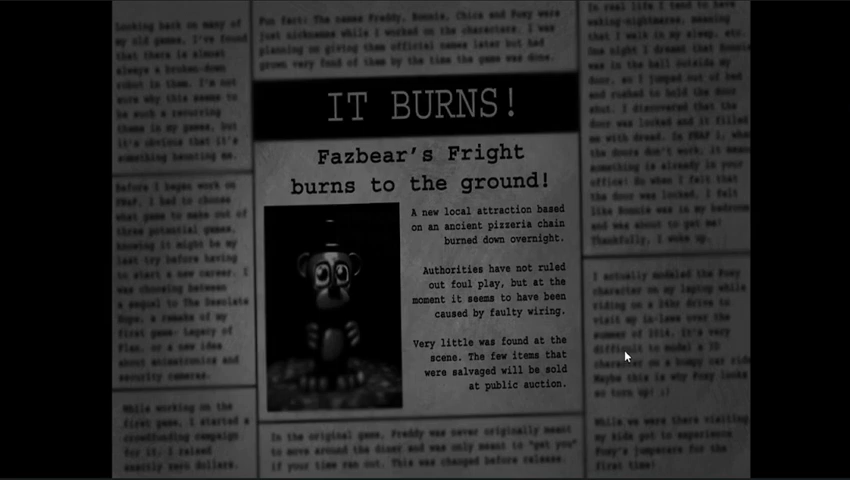 Looking back on many of
my old games, I've found
that there is almost
always a broken-down
robot in them. I'm not
sure why this seems to
be such a recurring
theme in my games, but
it's obvious that it's
something haunting me.
Before I began work on
FNAF, I had to choose
what game to make out of
three potential games,
knowing it might be my
last try before having
to start a new career. I
was choosing between
a sequel to The Desolate
Hope, a remake of my
first game- Legacy of
Flan, or a new idea
about animatronics and
security cameras.
While working on the
first game, I started a
crowdfunding campaign
for it. I raised
exactly zero dollars.
Fun fact: The names Freddy, Bonnie, Chica and Foxy were
just nicknames while I worked on the characters. I was
planning on giving them official names later but had
grown very fond of them by the time the game was done.
IT BURNS!
Fazbear's Fright
burns to the ground!
A new local attraction based
on an ancient pizzeria chain
burned down overnight.
Authorities have not ruled
out foul play, but at the
moment it seems to have been
caused by faulty wiring.
Very little was found at the
scene. The few items that
were salvaged will be sold
at public auction.
In the original game, Freddy was never originally meant
to move around the diner and was only meant to "get you"
if your time ran out. This was changed before release.
In real life I tend to have
waking-nightmares, meaning
that I walk in my sleep, etc.
One night I dreamt that Bonnie
was in the hall outside my
door, so I jumped out of bed
and rushed to hold the door
shut. I discovered that the
door was locked and it filled
me with dread. In FNAF 1, when
the doors don't work, it means
something is already in your
office! So when I felt that
the door was locked, I felt
like Bonnie was in my bedroom
and was about to get me!
Thankfully, I woke up.
I actually modeled the Foxy
character on my laptop while
riding on a 24hr drive to
visit my in-laws over the
summer of 2014. It's very
difficult to model a 3D
character on a bumpy car ride.
Maybe this is why Foxy looks
so torn up! :)
While we were there visiting,
my kids got to experience
Foxy's jumpscare for the
first time!